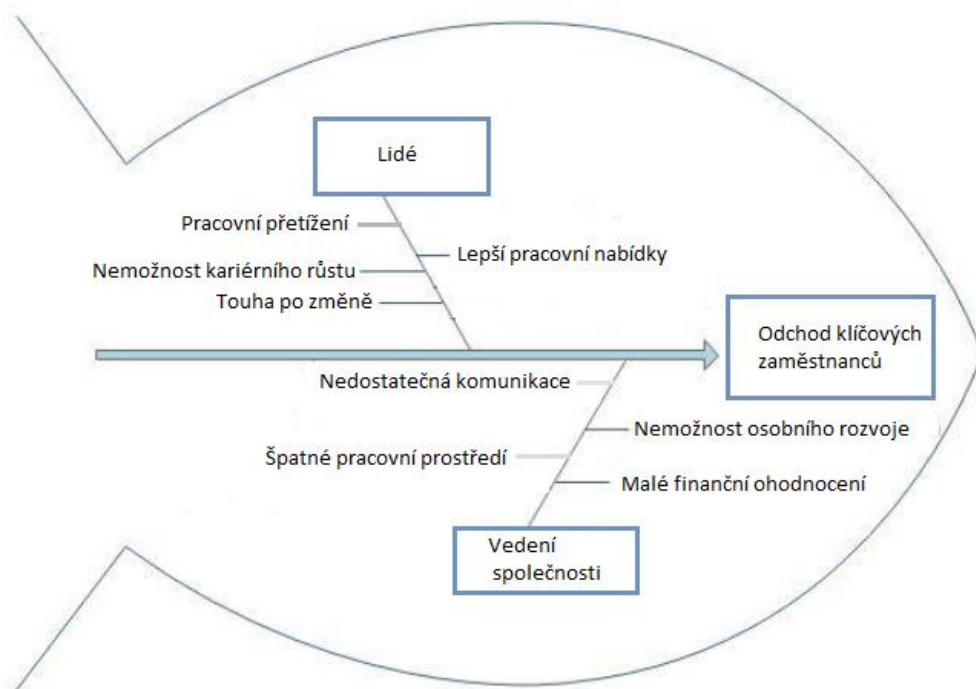 Lidé
Pracovní přetížení
Lepší pracovní nabídky
Nemožnost kariérního růstu
Touha po změně
Odchod klíčových
zaměstnanců
Nedostatečná komunikace
Nemožnost osobního rozvoje
Špatné pracovní prostředí
Malé finanční ohodnocení
Vedení
společnosti